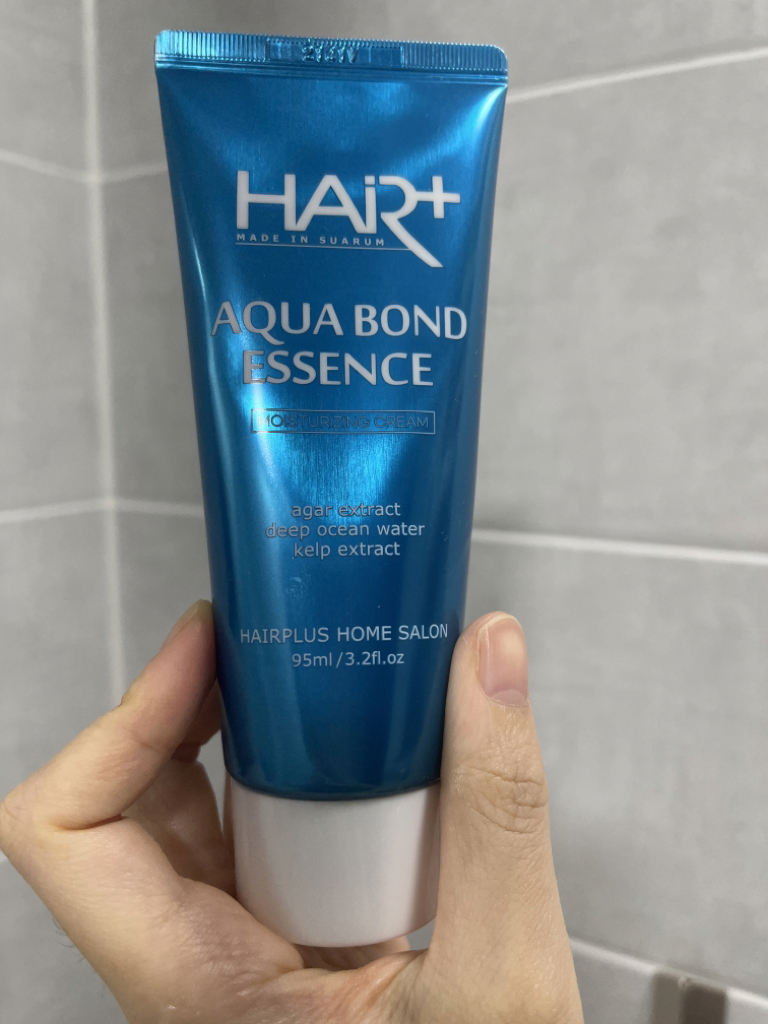 HAiR+
MADE IN SUARUM
AQUA BOND
ESSENCE
MOISTURIZING CREAM
agar extract
deep ocean water
kelp extract
HAIRPLUS HOME SALON
95ml/3.2fl.oz